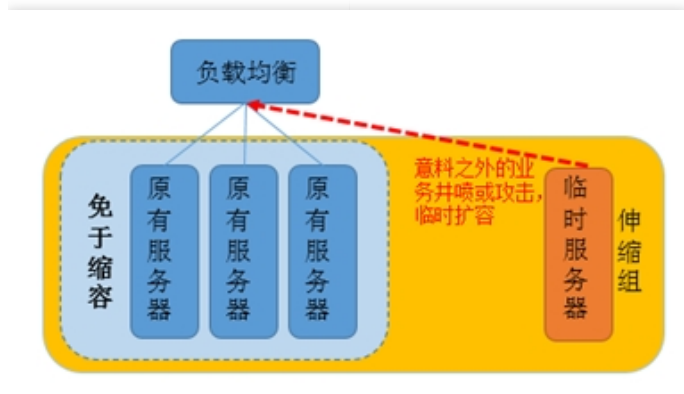 负载均衡
意料之外的业
务井喷或攻击，
临时扩容
免于缩容
原有服务器
原有服务器
原有服务器
临时服务器
伸缩组